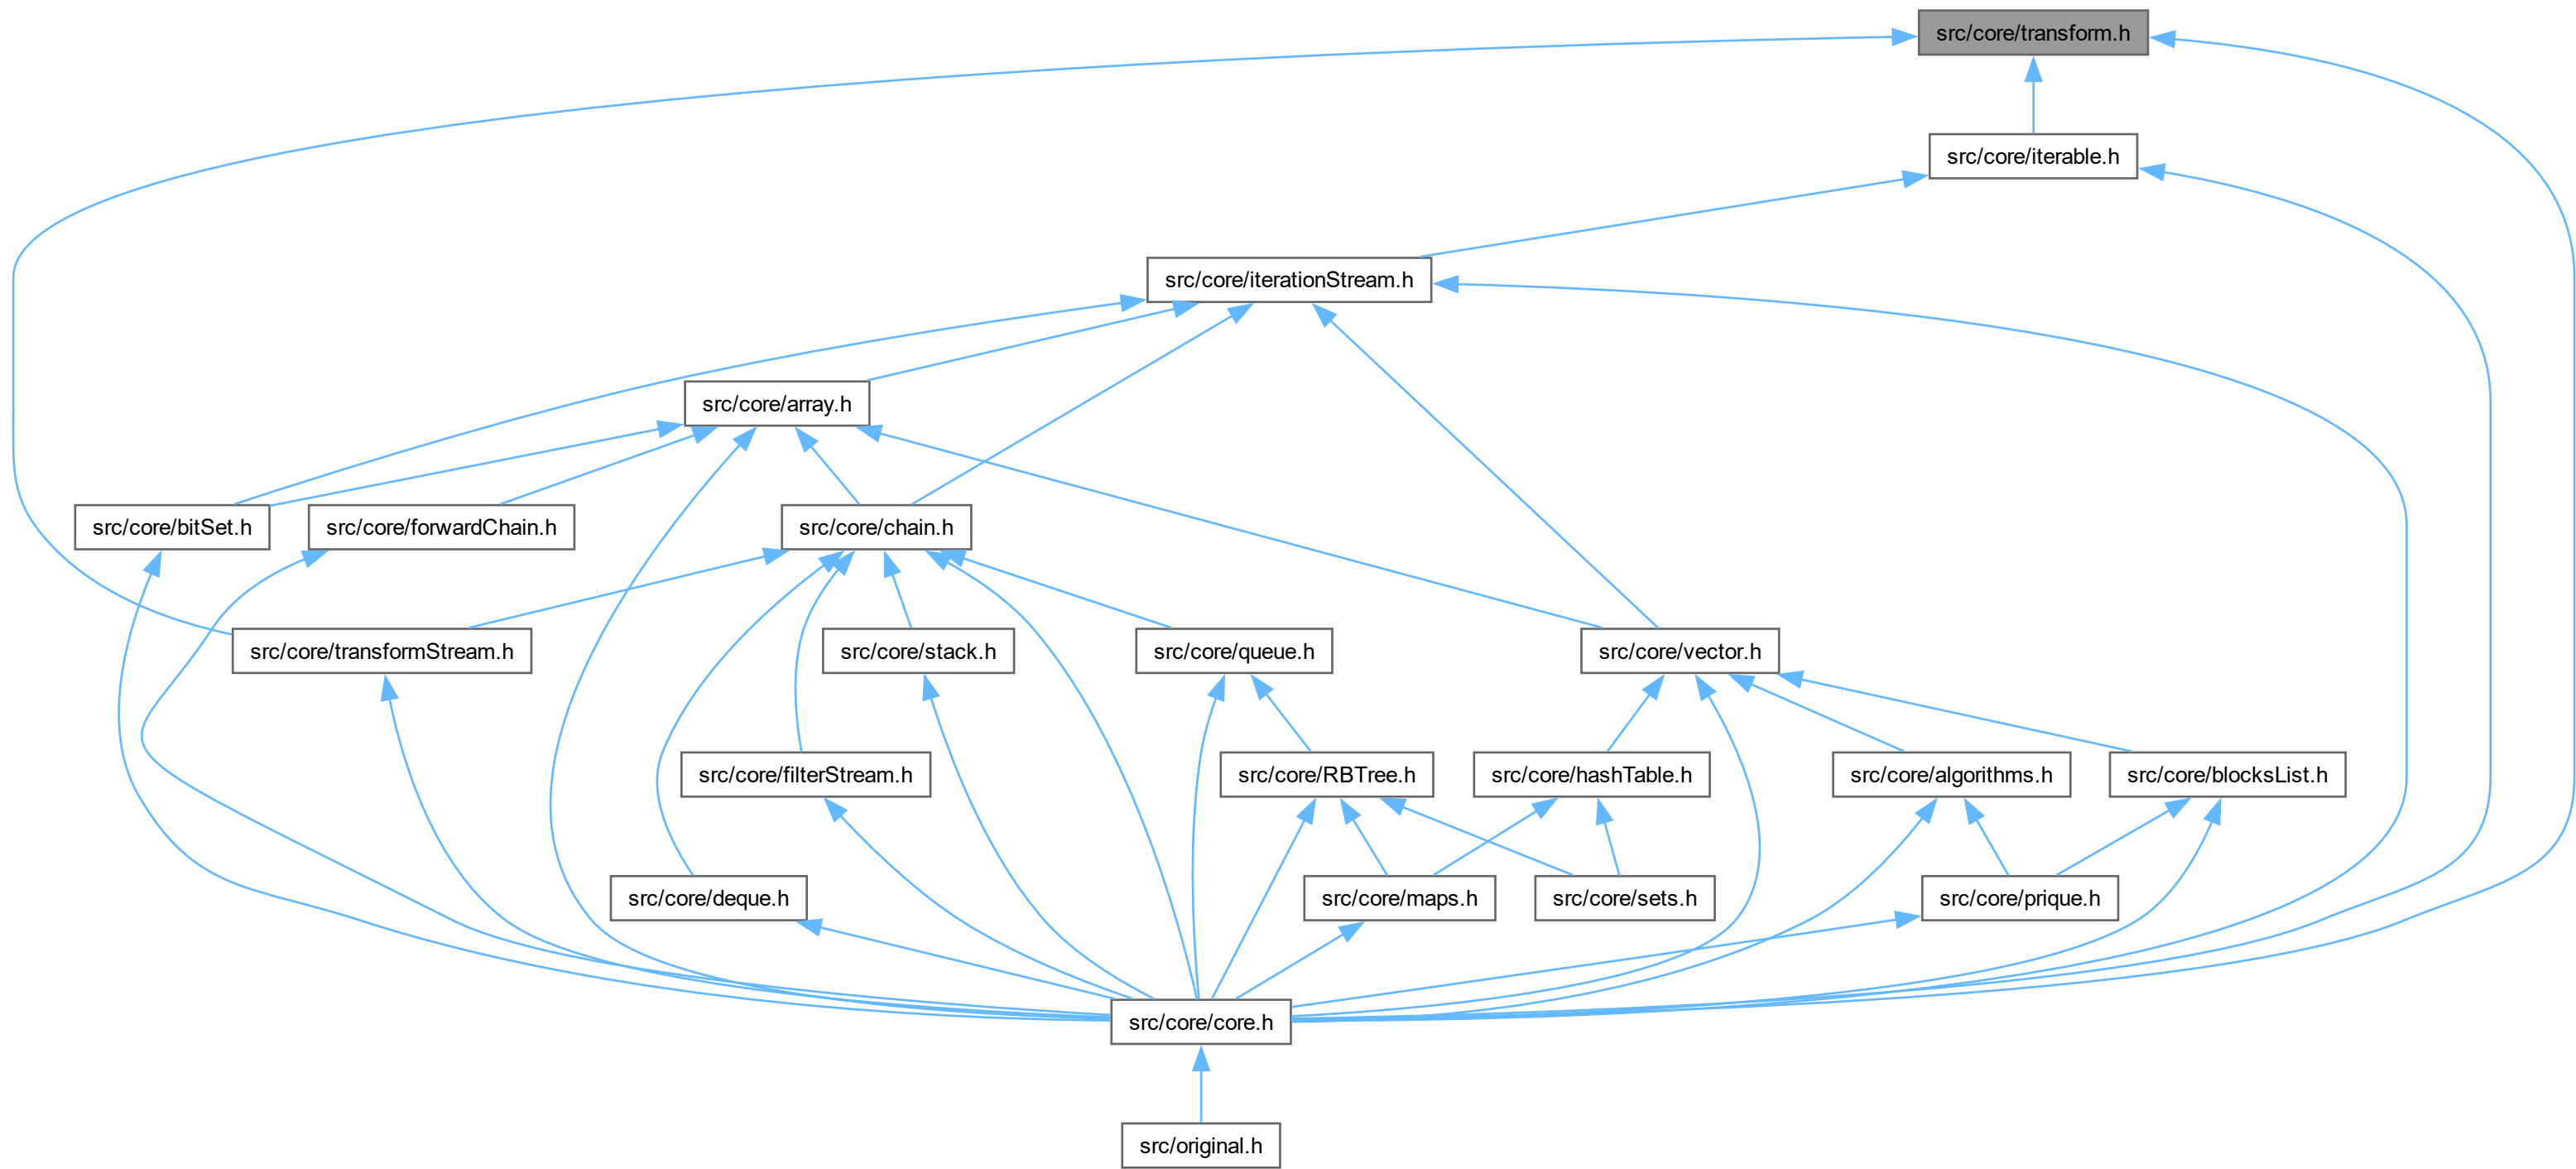 src/core/transform.h
src/core/iterable.h
src/core/iterationStream.h
src/core/array.h
src/core/bitSet.h
src/core/forwardChain.h
src/core/chain.h
src/core/transformStream.h
src/core/stack.h
src/core/queue.h
src/core/vector.h
src/core/filterStream.h
src/core/RBTree.h
src/core/hashTable.h
src/core/algorithms.h
src/core/blocksList.h
src/core/deque.h
src/core/maps.h
src/core/sets.h
src/core/prique.h
src/core/core.h
src/original.h